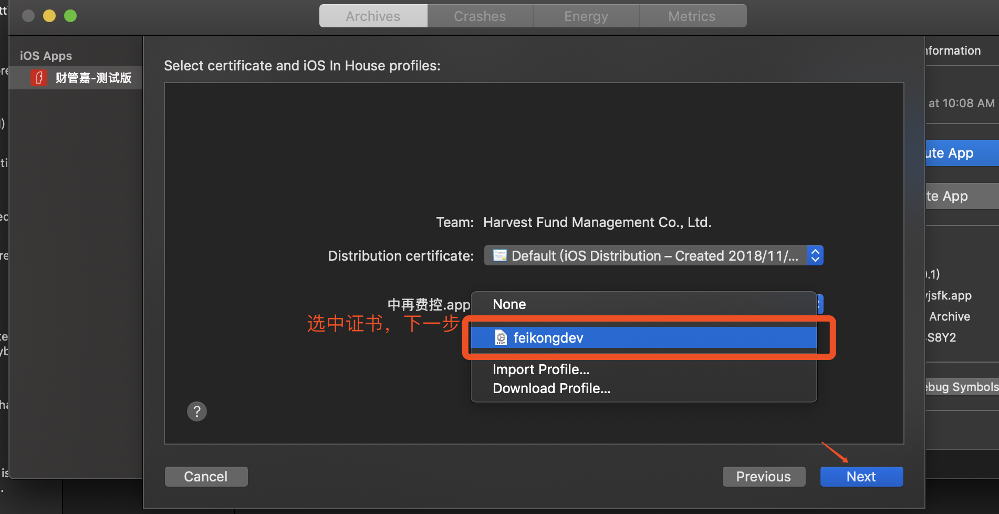 Archives
Crashes
Energy
Metrics
iOS Apps
财管嘉-测试版
Select certificate and iOS In House profiles:
Team: Harvest Fund Management Co., Ltd.
Distribution certificate: Default (iOS Distribution – Created 2018/11/...
中再费控.app
None
选中证书，下一步
feikongdev
Import Profile...
Download Profile...
?
Cancel
Previous
Next
nformation
at 10:08 AM
ute App
te App
.1)
jsfk.app
Archive
S8Y2
ebug Symbols